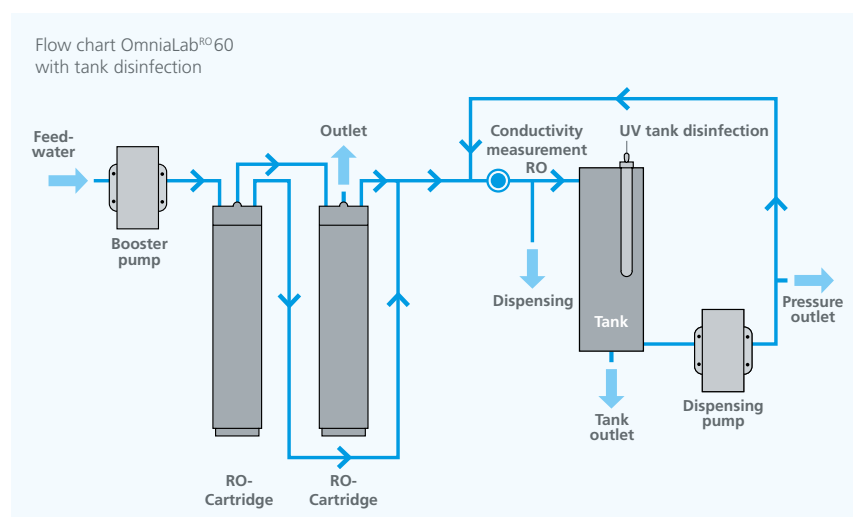 Flow chart OmniaLabᴿᴼ60
with tank disinfection
Feed-
water
Booster
pump
Outlet
Conductivity
measurement
RO
UV tank disinfection
Dispensing
Tank
Pressure
outlet
Tank
outlet
Dispensing
pump
RO-
Cartridge
RO-
Cartridge